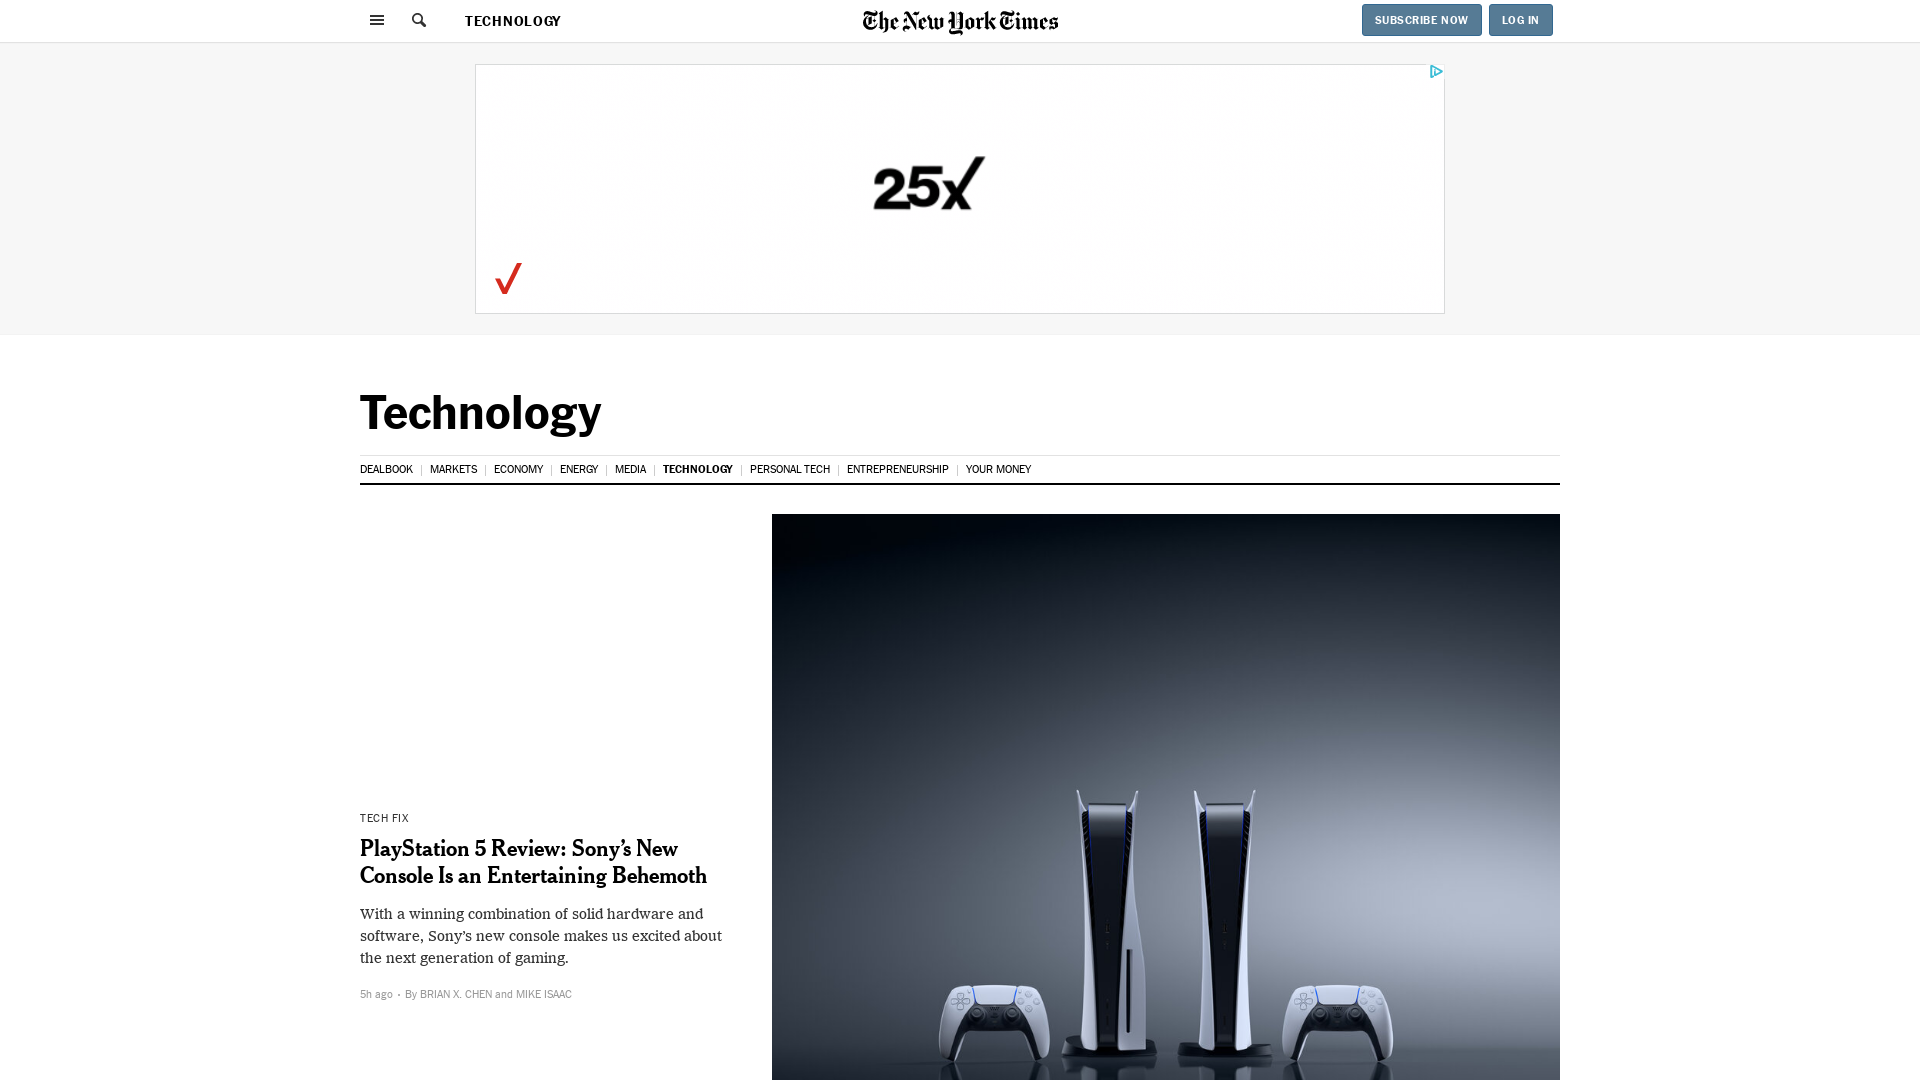 TECHNOLOGY
The New York Times
SUBSCRIBE NOW
LOG IN
25x
Technology
DEALBOOK
MARKETS
ECONOMY
ENERGY
MEDIA
TECHNOLOGY
PERSONAL TECH
ENTREPRENEURSHIP
YOUR MONEY
TECH FIX
PlayStation 5 Review: Sony’s New
Console Is an Entertaining Behemoth
With a winning combination of solid hardware and
software, Sony’s new console makes us excited about
the next generation of gaming.
5h ago • By BRIAN X. CHEN and MIKE ISAAC